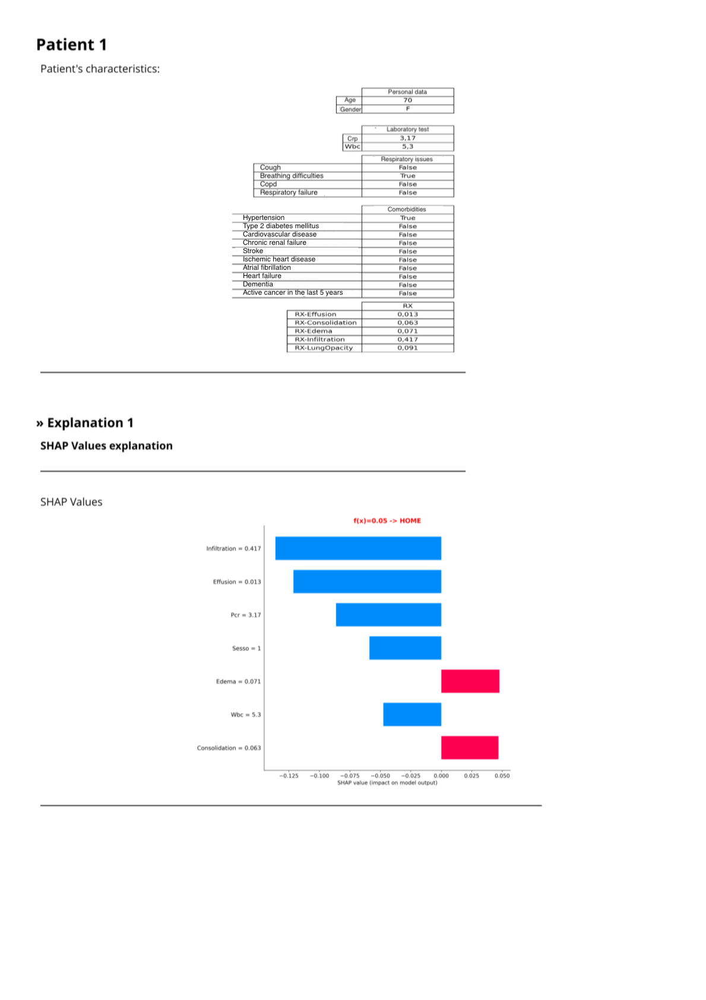 Patient 1
Patient's characteristics:
Personal data
Age 70
Gender F
Laboratory test
Crp 3,17
Wbc 5,3
Respiratory issues
Cough False
Breathing difficulties True
Copd False
Respiratory failure False
Comorbidities
Hypertension True
Type 2 diabetes mellitus False
Cardiovascular disease False
Chronic renal failure False
Stroke False
Ischemic heart disease False
Atrial fibrillation False
Heart failure False
Dementia False
Active cancer in the last 5 years False
RX
RX-Effusion 0,013
RX-Consolidation 0,063
RX-Edema 0,071
RX-Infiltration 0,417
RX-LungOpacity 0,091
» Explanation 1
SHAP Values explanation
SHAP Values
f(x)=0.05 -> HOME
Infiltration = 0.417
Effusion = 0.013
Pcr = 3.17
Sesso = 1
Edema = 0.071
Wbc = 5.3
Consolidation = 0.063
−0.125 −0.100 −0.075 −0.050 −0.025 0.000 0.025 0.050
SHAP value (impact on model output)